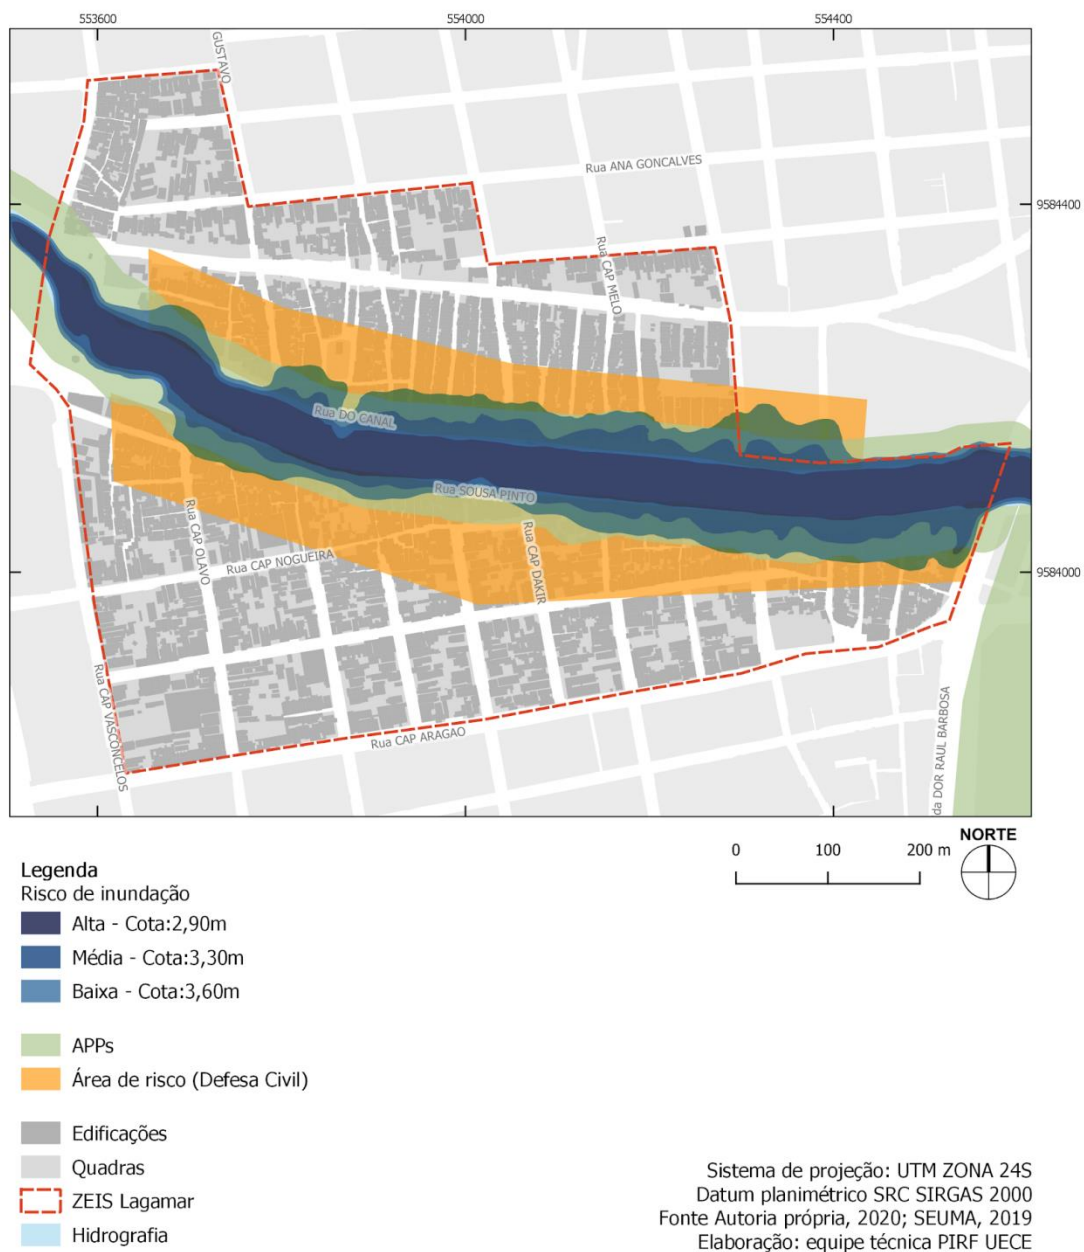 553600
554000
554400
GUSTAVO
Rua ANA GONCALVES
9584400
Rua CAP MELO
Rua DO CANAL
Rua SOUSA PINTO
Rua CAP OLAVO
Rua CAP NOGUEIRA
Rua CAP DAKIR
9584000
Rua CAP VASCONCELOS
Rua CAP ARAGAO
da DOR RAUL BARBOSA
0 100 200 m
NORTE
Legenda
Risco de inundação
Alta - Cota:2,90m
Média - Cota:3,30m
Baixa - Cota:3,60m
APPs
Área de risco (Defesa Civil)
Edificações
Quadras
ZEIS Lagamar
Hidrografia
Sistema de projeção: UTM ZONA 24S
Datum planimétrico SRC SIRGAS 2000
Fonte Autoria própria, 2020; SEUMA, 2019
Elaboração: equipe técnica PIRF UECE